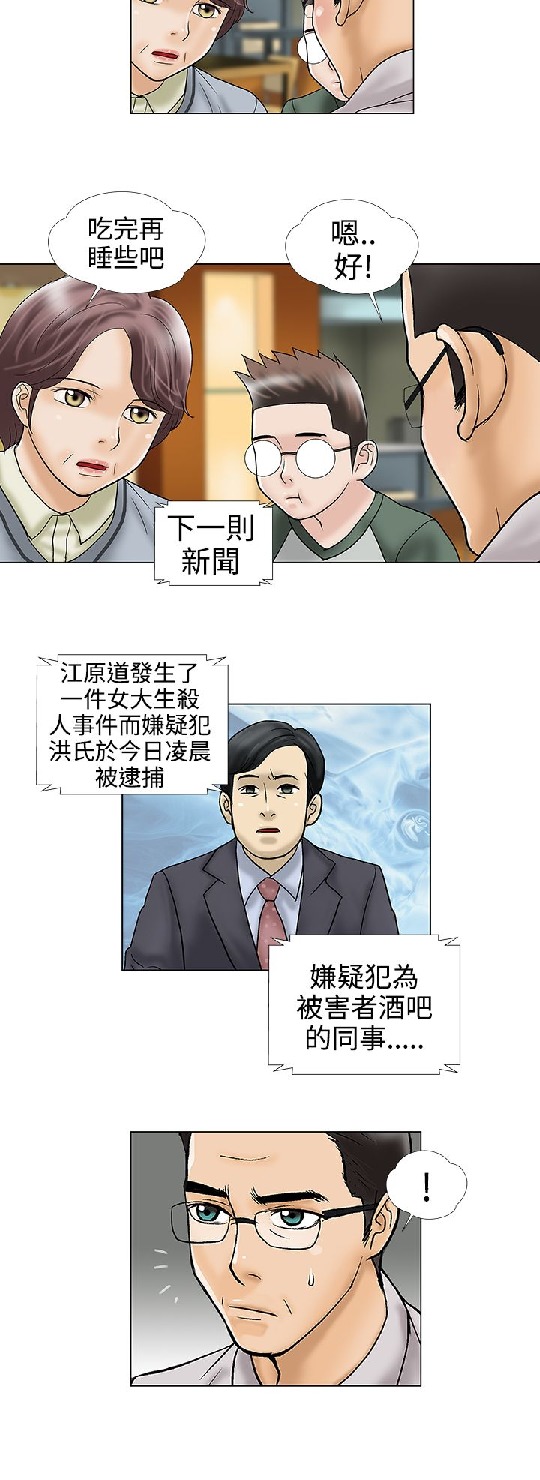 吃完再
睡些吧
嗯..
好!
下一則
新聞
江原道發生了
一件女大生殺
人事件而嫌疑犯
洪氏於今日凌晨
被逮捕
嫌疑犯為
被害者酒吧
的同事.....
!